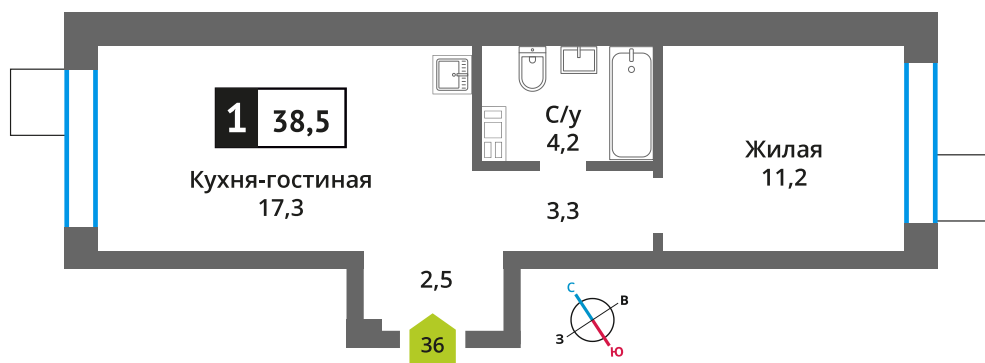 1 38,5
Кухня-гостиная
17,3
С/у
4,2
Жилая
11,2
3,3
2,5
36
С
В
З
Ю